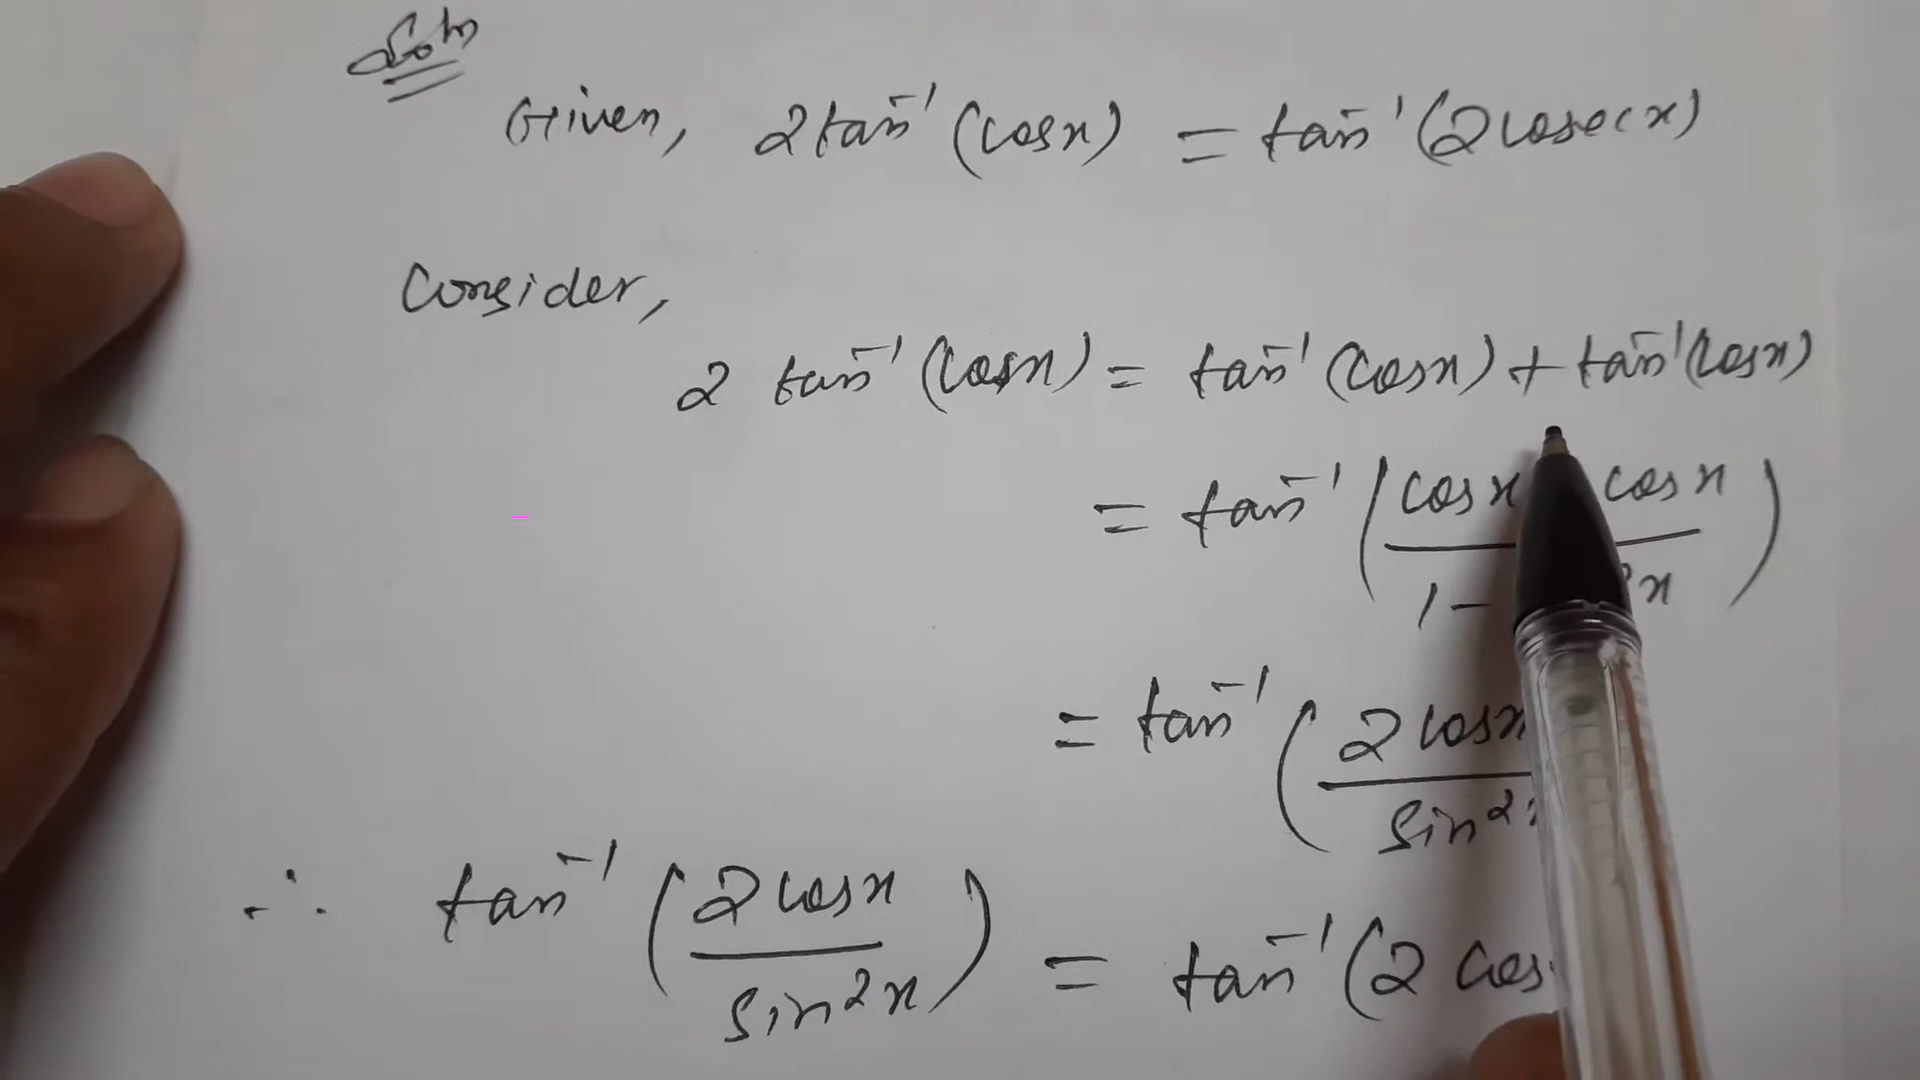 Soln
Given, 2tan⁻¹(cosx) = tan⁻¹(2cosecx)
Consider,
2 tan⁻¹(cosx) = tan⁻¹(cosx) + tan⁻¹(cosx)
= tan⁻¹(cosx cosx / 1- ²x)
= tan⁻¹(2cosx / sin²
∴ tan⁻¹(2cosx / sin²x) = tan⁻¹(2 cos